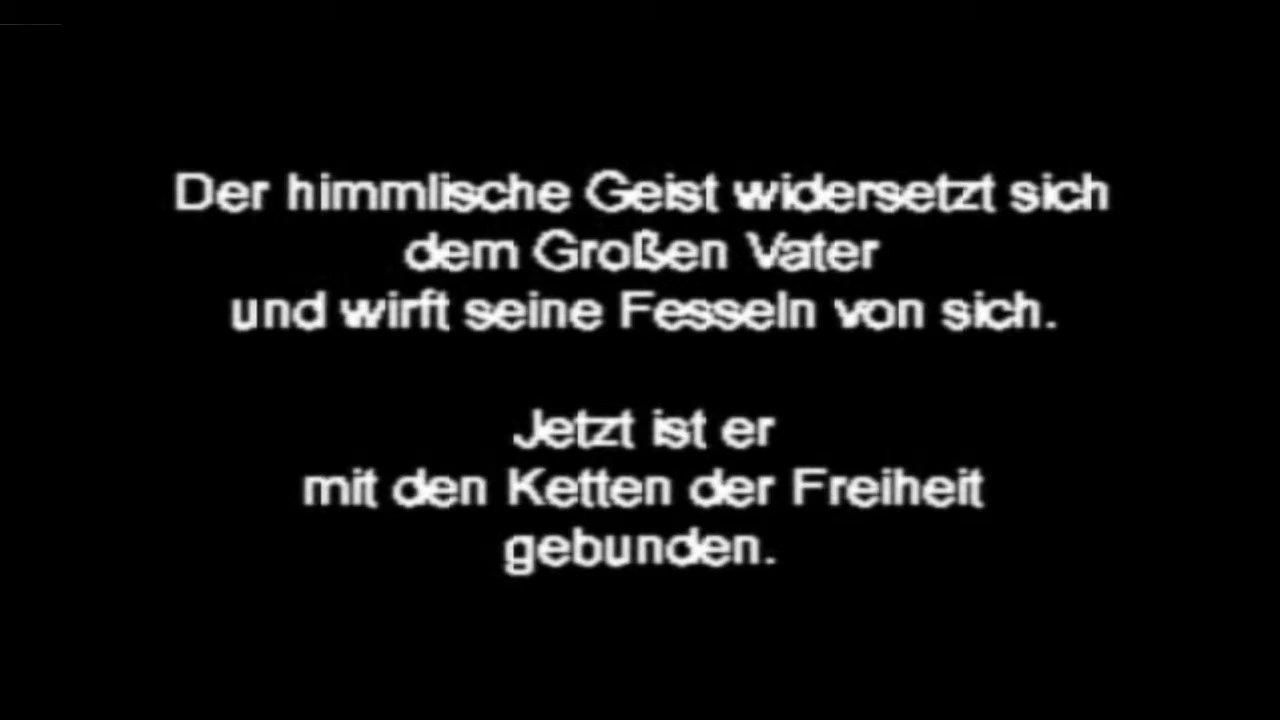 Der himmlische Geist widersetzt sich
dem Großen Vater
und wirft seine Fesseln von sich.
Jetzt ist er
mit den Ketten der Freiheit
gebunden.